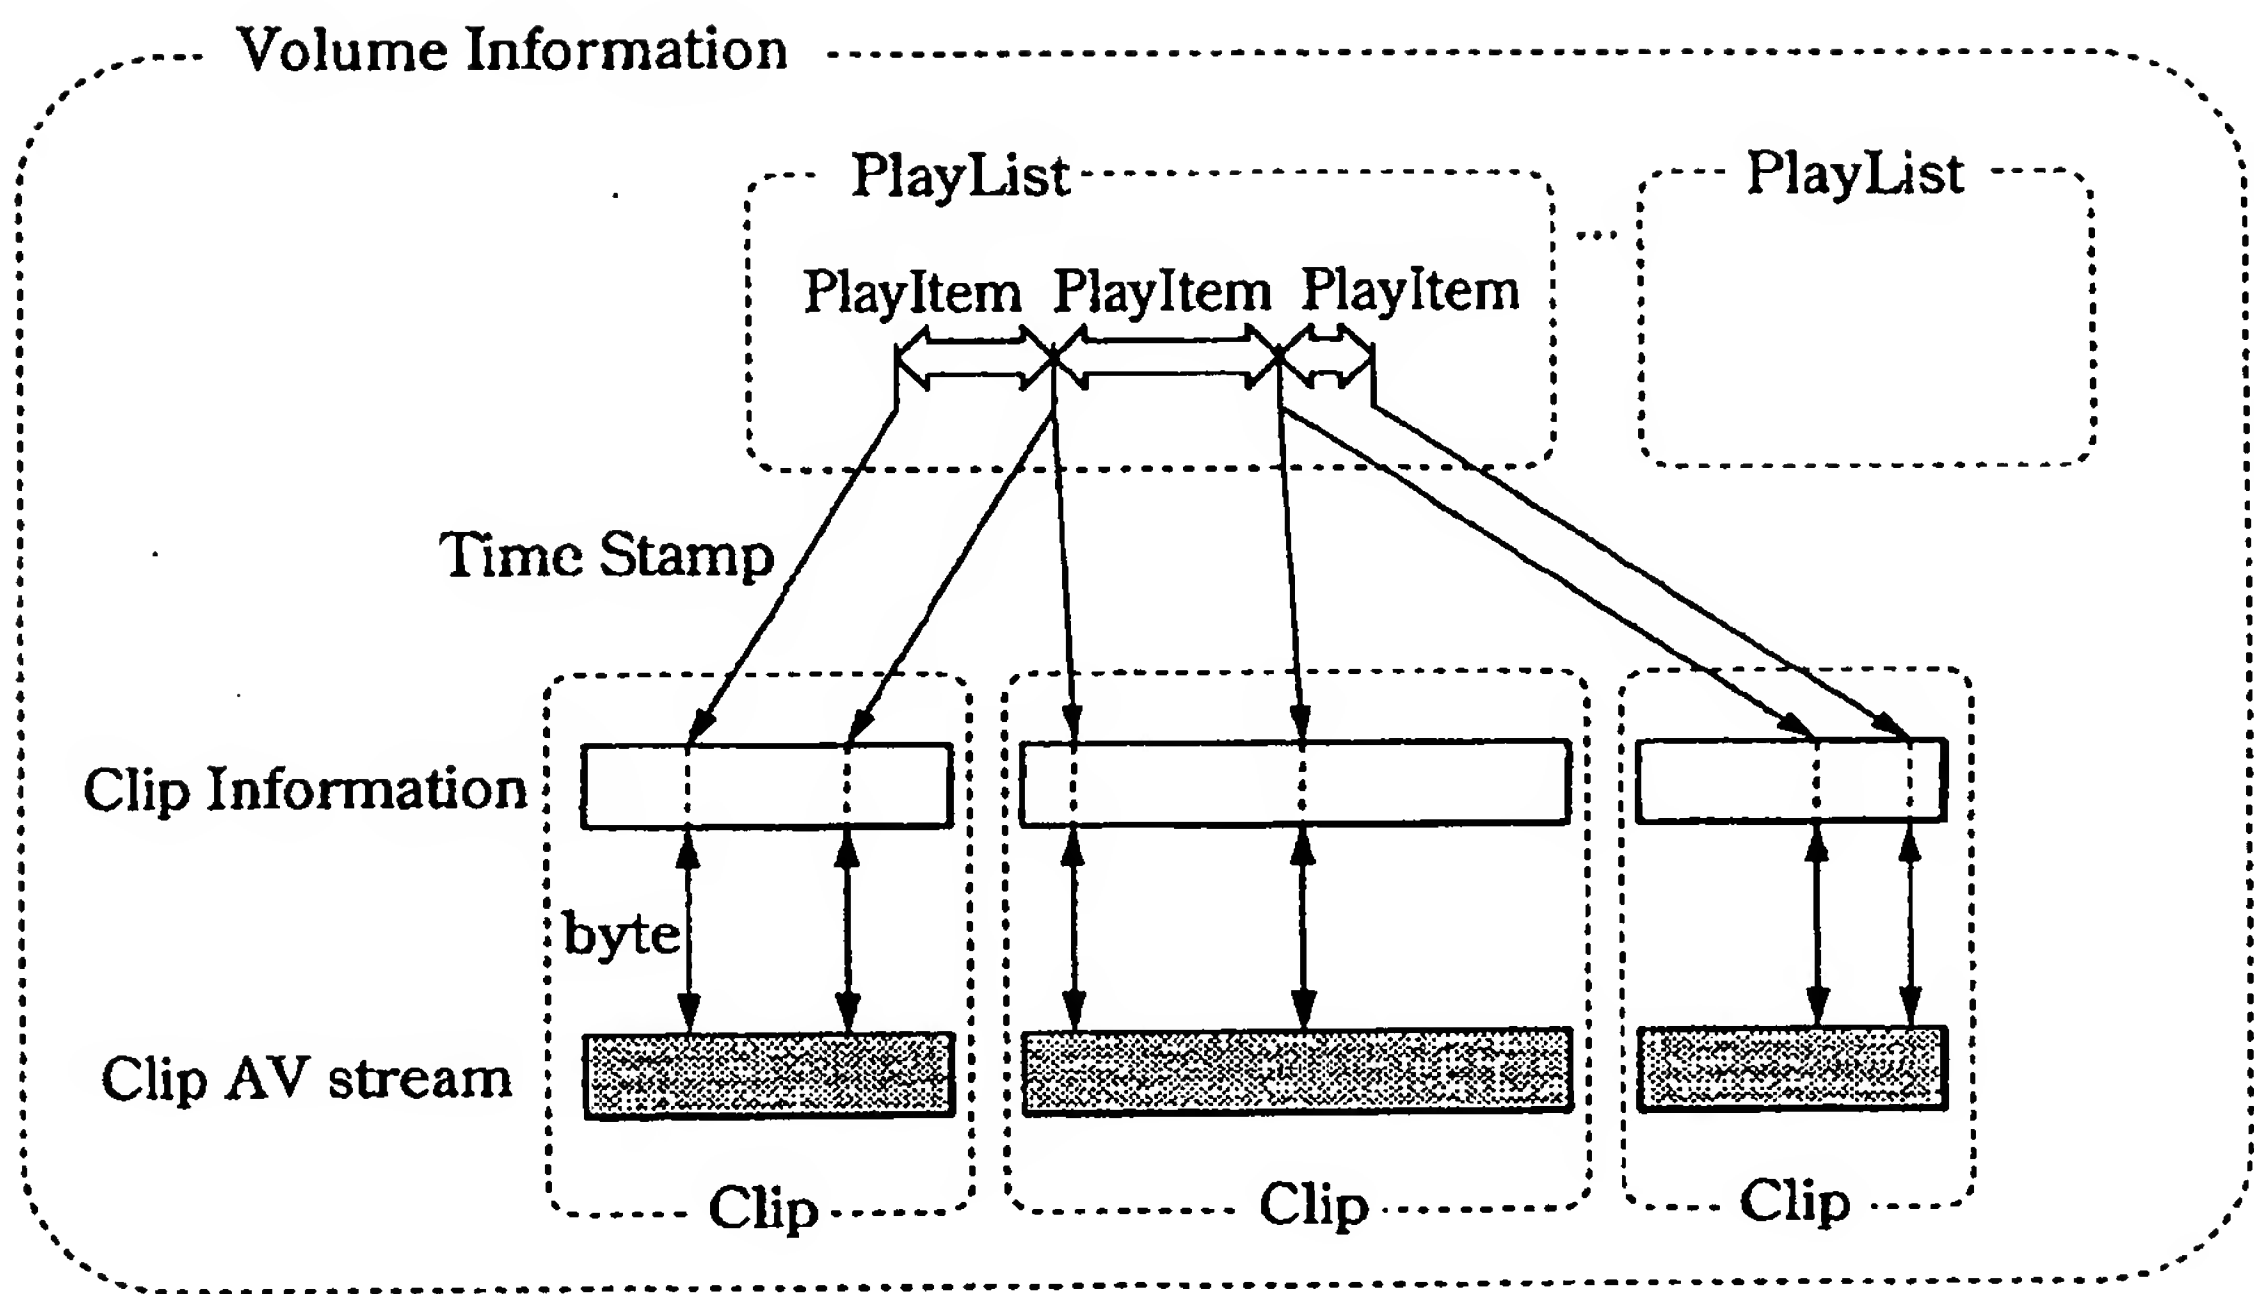 Volume Information
PlayList
PlayList
...
PlayItem PlayItem PlayItem
Time Stamp
Clip Information
byte
Clip AV stream
Clip
Clip
Clip